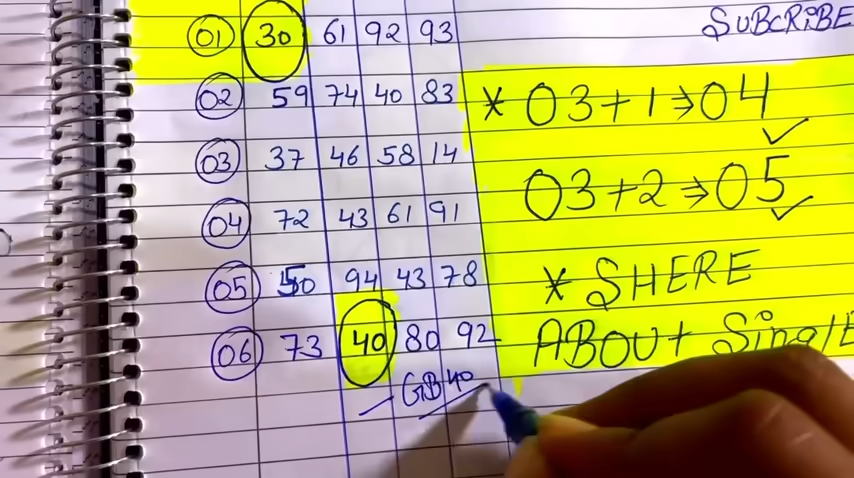 SUBCRIBE
01 30 61 92 93
02 59 74 40 83
* 03+1⇒04 ✓
03 37 46 58 14
03+2⇒05 ✓
04 72 43 61 91
05 50 94 43 78
* SHERE
06 73 40 80 92
ABOUt SinglE
GB 40